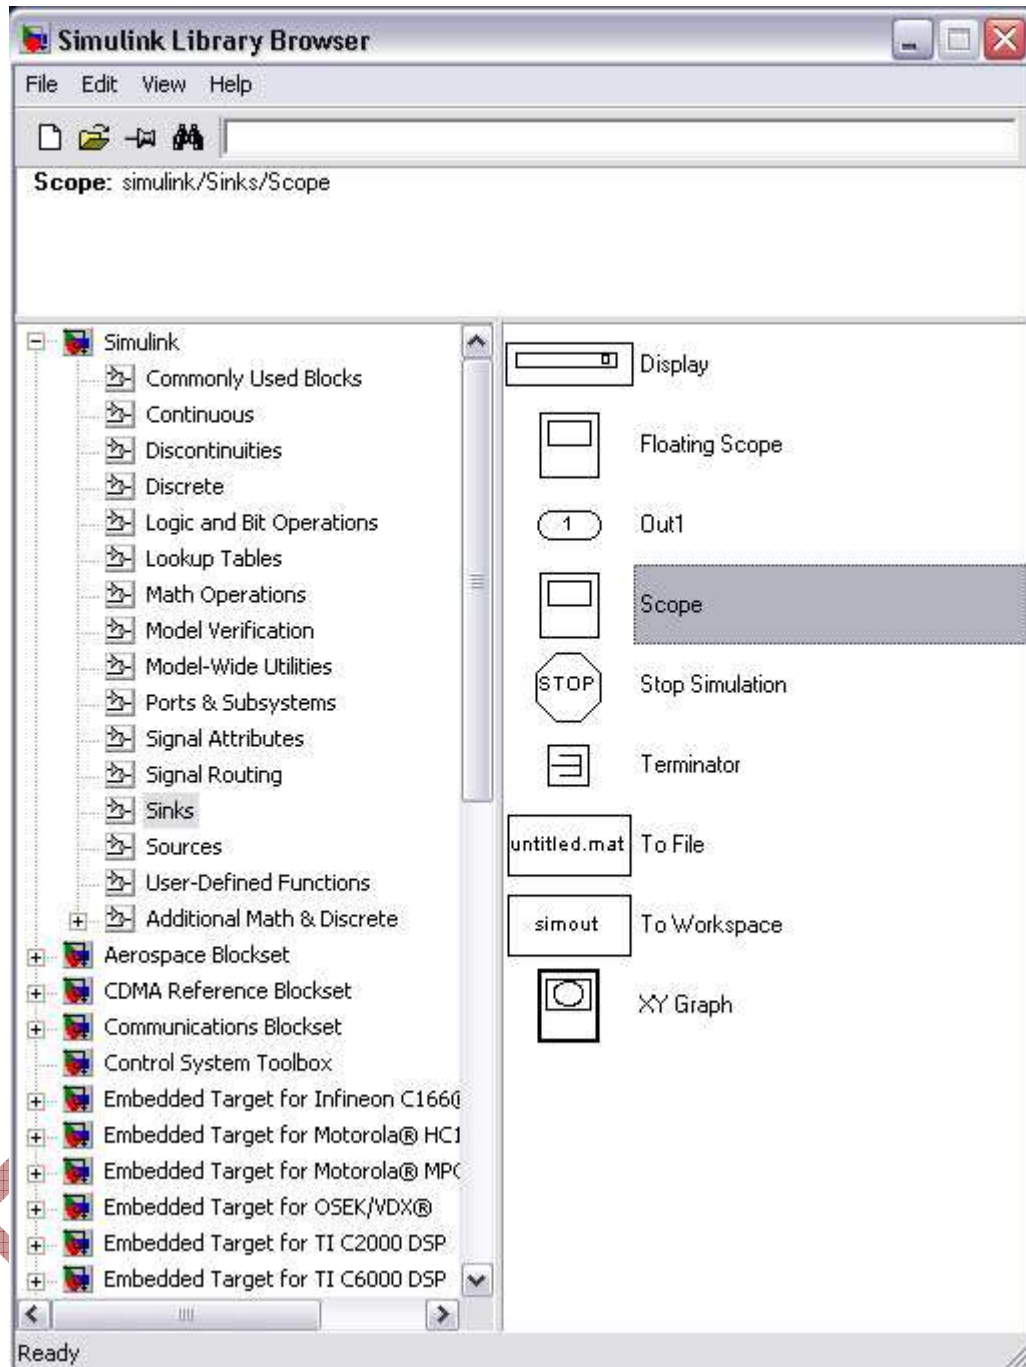 Simulink Library Browser
File Edit View Help
Scope: simulink/Sinks/Scope
Simulink
Commonly Used Blocks
Continuous
Discontinuities
Discrete
Logic and Bit Operations
Lookup Tables
Math Operations
Model Verification
Model-Wide Utilities
Ports & Subsystems
Signal Attributes
Signal Routing
Sinks
Sources
User-Defined Functions
Additional Math & Discrete
Aerospace Blockset
CDMA Reference Blockset
Communications Blockset
Control System Toolbox
Embedded Target for Infineon C166®
Embedded Target for Motorola® HC1
Embedded Target for Motorola® MPC
Embedded Target for OSEK/VDX®
Embedded Target for TI C2000 DSP
Embedded Target for TI C6000 DSP
Display
Floating Scope
1 Out1
Scope
STOP Stop Simulation
Terminator
untitled.mat To File
simout To Workspace
XY Graph
Ready